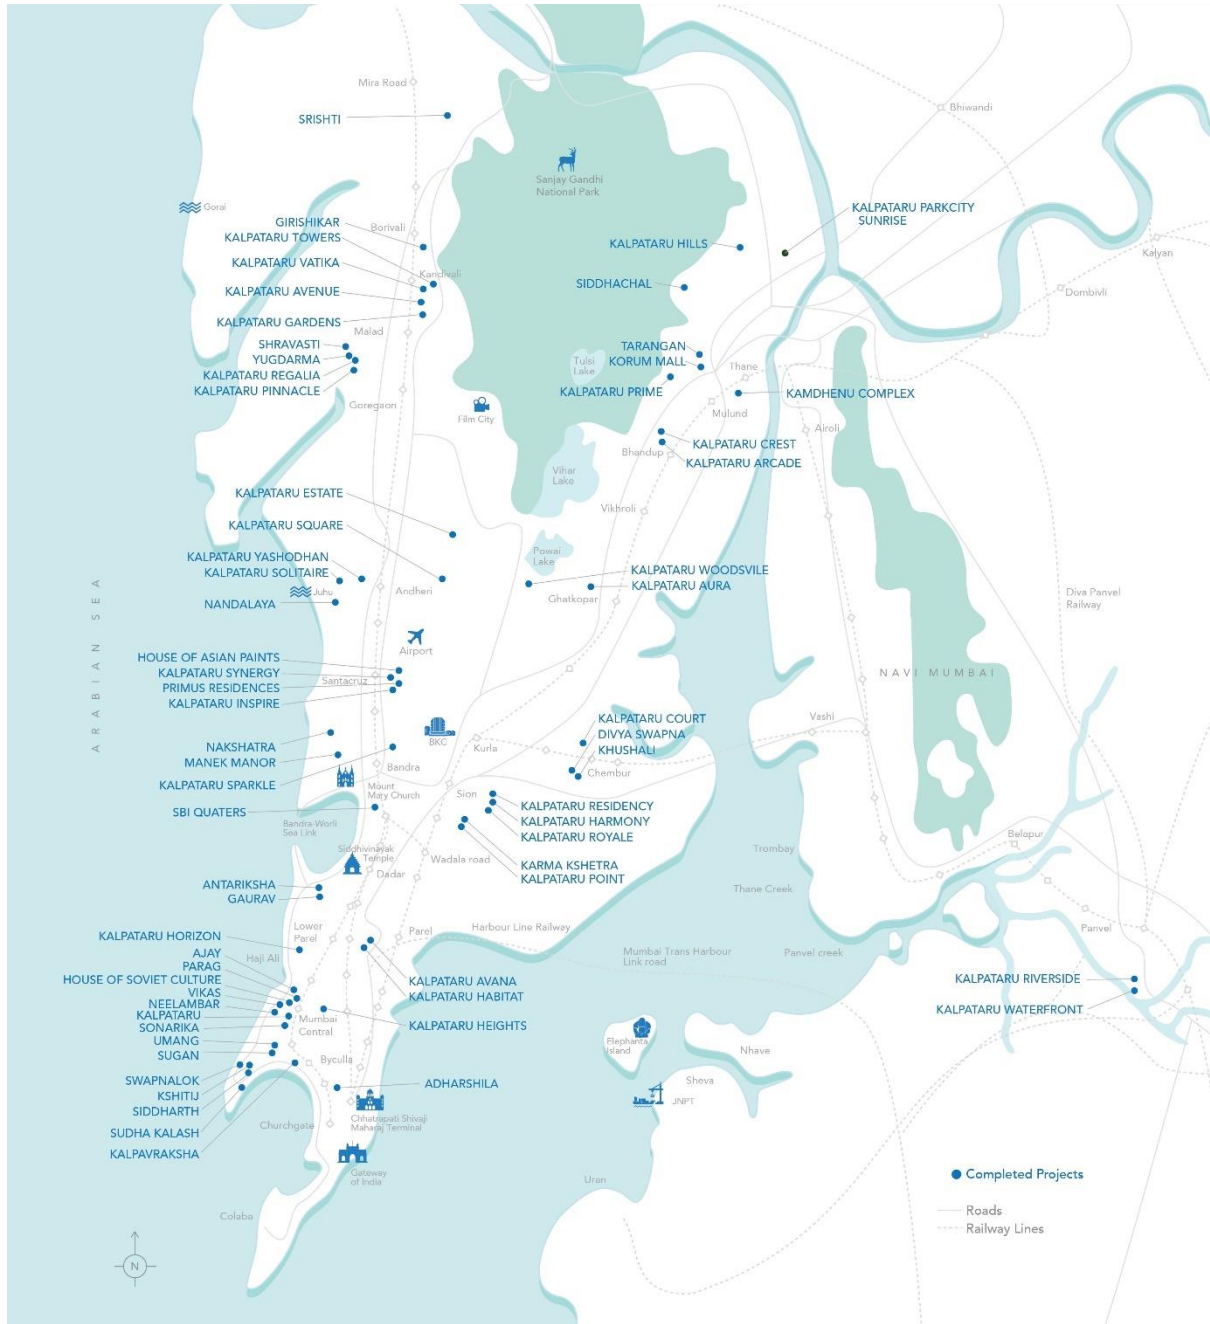 Mira Road
Bhiwandi
SRISHTI
Sanjay Gandhi
National Park
Gorai
KALPATARU PARKCITY
SUNRISE
GIRISHIKAR
Borivali
KALPATARU TOWERS
KALPATARU HILLS
Kalyan
KALPATARU VATIKA
Kandivali
SIDDHACHAL
KALPATARU AVENUE
Dombivli
KALPATARU GARDENS
Malad
SHRAVASTI
TARANGAN
YUGDARMA
Tulsi
Lake
KORUM MALL
Thane
KALPATARU REGALIA
KALPATARU PINNACLE
KALPATARU PRIME
KAMDHENU COMPLEX
Goregaon
Film City
Mulund
Airoli
KALPATARU CREST
Bhandup
KALPATARU ARCADE
Vihar
Lake
KALPATARU ESTATE
Vikhroli
KALPATARU SQUARE
Powai
Lake
KALPATARU YASHODHAN
KALPATARU WOODSVILE
KALPATARU SOLITAIRE
KALPATARU AURA
Juhu
Andheri
Ghatkopar
NANDALAYA
Diva Panvel
Railway
ARABIAN SEA
Airport
HOUSE OF ASIAN PAINTS
KALPATARU SYNERGY
Santacruz
NAVI MUMBAI
PRIMUS RESIDENCES
KALPATARU INSPIRE
KALPATARU COURT
Vashi
DIVYA SWAPNA
KHUSHALI
BKC
Kurla
NAKSHATRA
MANEK MANOR
Bandra
Chembur
KALPATARU SPARKLE
Mount
Mary Church
Sion
SBI QUATERS
KALPATARU RESIDENCY
KALPATARU HARMONY
KALPATARU ROYALE
Bandra-Worli
Sea Link
Belapur
Siddhivinayak
Temple
Wadala road
Trombay
KARMA KSHETRA
KALPATARU POINT
Dadar
ANTARIKSHA
GAURAV
Thane Creek
Lower
Parel
Parel
Harbour Line Railway
Panvel
KALPATARU HORIZON
AJAY
Haji Ali
Mumbai Trans Harbour
Link road
Panvel creek
PARAG
HOUSE OF SOVIET CULTURE
KALPATARU AVANA
KALPATARU RIVERSIDE
VIKAS
KALPATARU HABITAT
NEELAMBAR
KALPATARU WATERFRONT
KALPATARU
Mumbai
Central
SONARIKA
KALPATARU HEIGHTS
UMANG
Elephanta
Island
Nhave
SUGAN
Byculla
SWAPNALOK
ADHARSHILA
Sheva
KSHITIJ
JNPT
SIDDHARTH
Churchgate
Chhatrapati Shivaji
Maharaj Terminal
SUDHA KALASH
KALPAVRAKSHA
Gateway
of India
Uran
Completed Projects
Colaba
Roads
Railway Lines
N